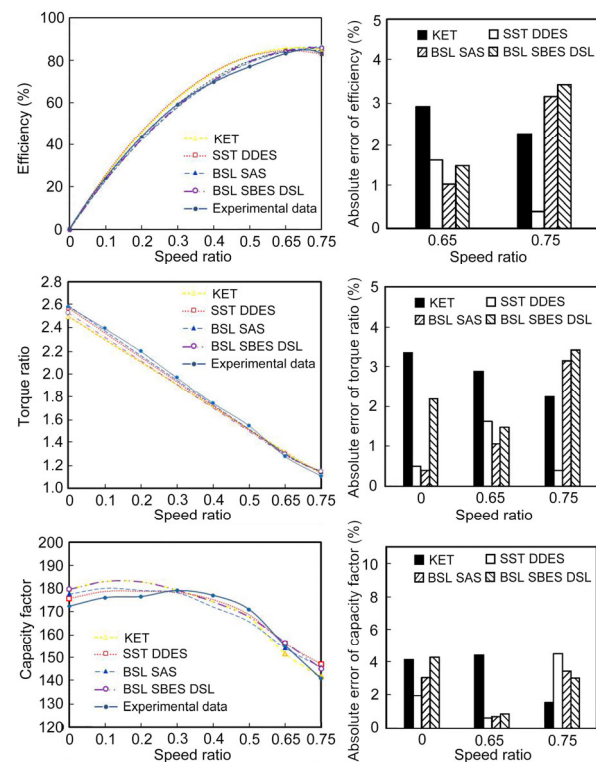 Efficiency (%)
100
80
60
40
20
0
KET
SST DDES
BSL SAS
BSL SBES DSL
Experimental data
0 0.1 0.2 0.3 0.4 0.5 0.65 0.75
Speed ratio
Absolute error of efficiency (%)
5
4
3
2
1
0
KET SST DDES
BSL SAS BSL SBES DSL
0.65 0.75
Speed ratio
Torque ratio
2.8
2.6
2.4
2.2
2.0
1.8
1.6
1.4
1.2
1.0
KET
SST DDES
BSL SAS
BSL SBES DSL
Experimental data
0 0.1 0.2 0.3 0.4 0.5 0.65 0.75
Speed ratio
Absolute error of torque ratio (%)
5
4
3
2
1
0
KET SST DDES
BSL SAS BSL SBES DSL
0 0.65 0.75
Speed ratio
Capacity factor
200
190
180
170
160
150
140
130
120
KET
SST DDES
BSL SAS
BSL SBES DSL
Experimental data
0 0.1 0.2 0.3 0.4 0.5 0.65 0.75
Speed ratio
Absolute error of capacity factor (%)
10
8
6
4
2
0
KET SST DDES
BSL SAS BSL SBES DSL
0 0.65 0.75
Speed ratio